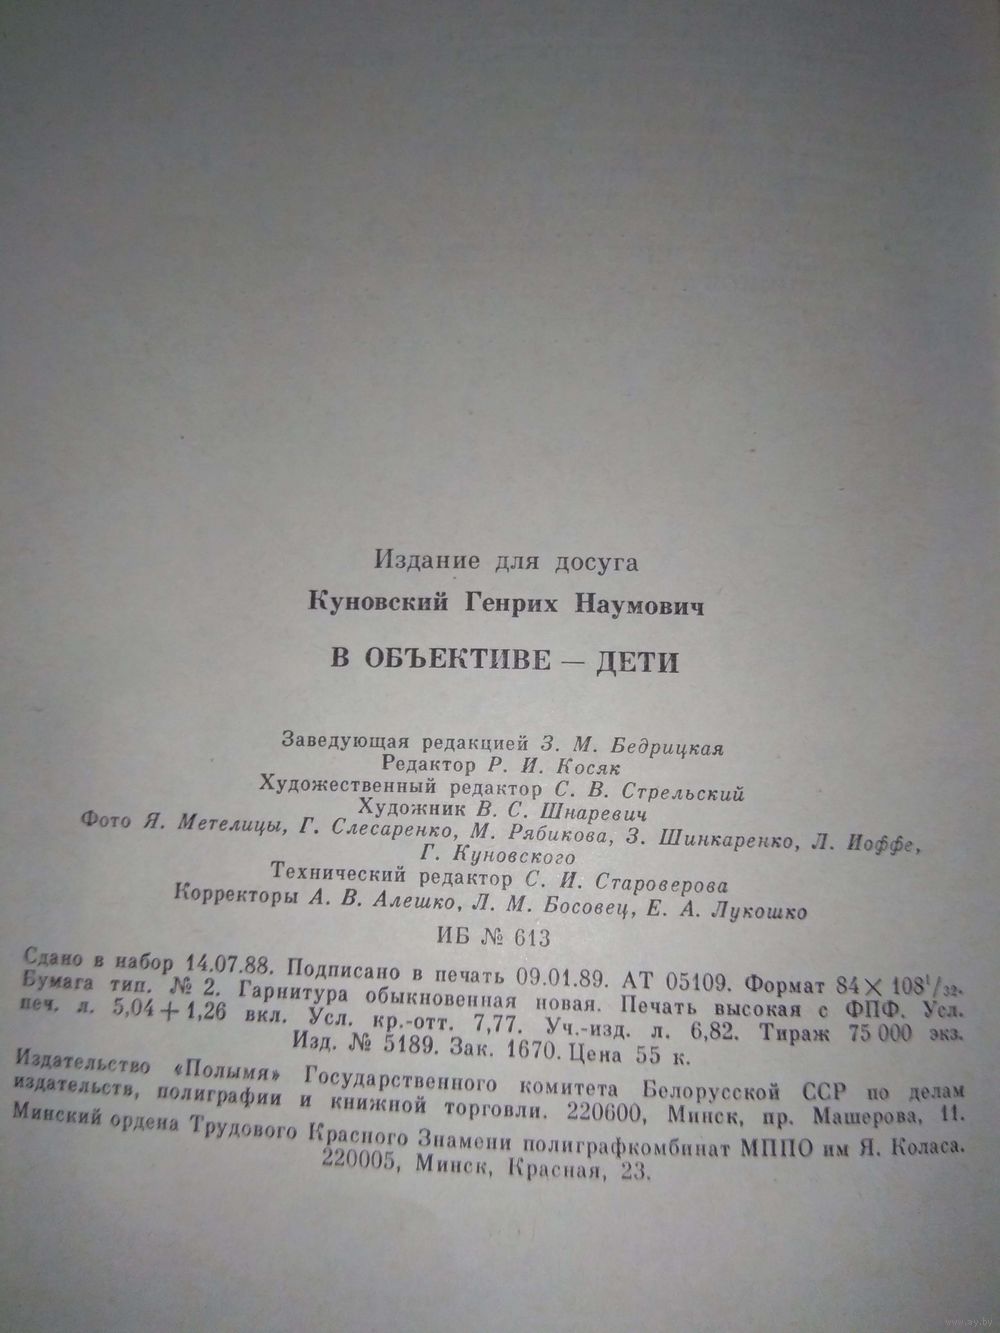 Издание для досуга
Куновский Генрих Наумович
В ОБЪЕКТИВЕ — ДЕТИ
Заведующая редакцией З. М. Бедрицкая
Редактор Р. И. Косяк
Художественный редактор С. В. Стрельский
Художник В. С. Шнаревич
Фото Я. Метелицы, Г. Слесаренко, М. Рябикова, З. Шинкаренко, Л. Иоффе,
Г. Куновского
Технический редактор С. И. Староверова
Корректоры А. В. Алешко, Л. М. Босовец, Е. А. Лукошко
ИБ № 613
Сдано в набор 14.07.88. Подписано в печать 09.01.89. АТ 05109. Формат 84×108¹/₃₂.
Бумага тип. № 2. Гарнитура обыкновенная новая. Печать высокая с ФПФ. Усл.
печ. л. 5,04+1,26 вкл. Усл. кр.-отт. 7,77. Уч.-изд. л. 6,82. Тираж 75 000 экз.
Изд. № 5189. Зак. 1670. Цена 55 к.
Издательство «Полымя» Государственного комитета Белорусской ССР по делам
издательств, полиграфии и книжной торговли. 220600, Минск, пр. Машерова, 11.
Минский ордена Трудового Красного Знамени полиграфкомбинат МППО им Я. Коласа.
220005, Минск, Красная, 23.
www.ay.by